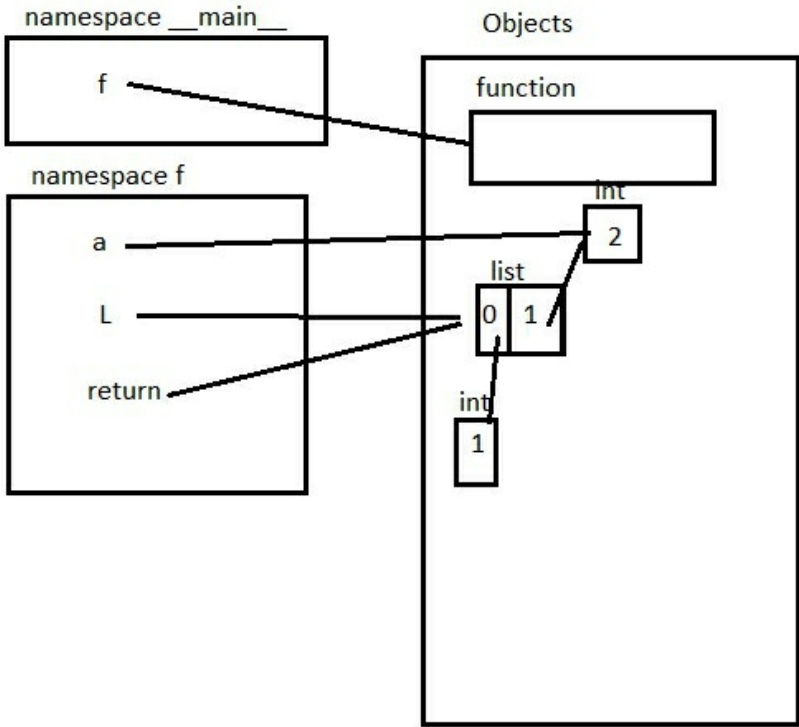 namespace __main__
f
namespace f
a
L
return
Objects
function
int
2
list
0 1
int
1